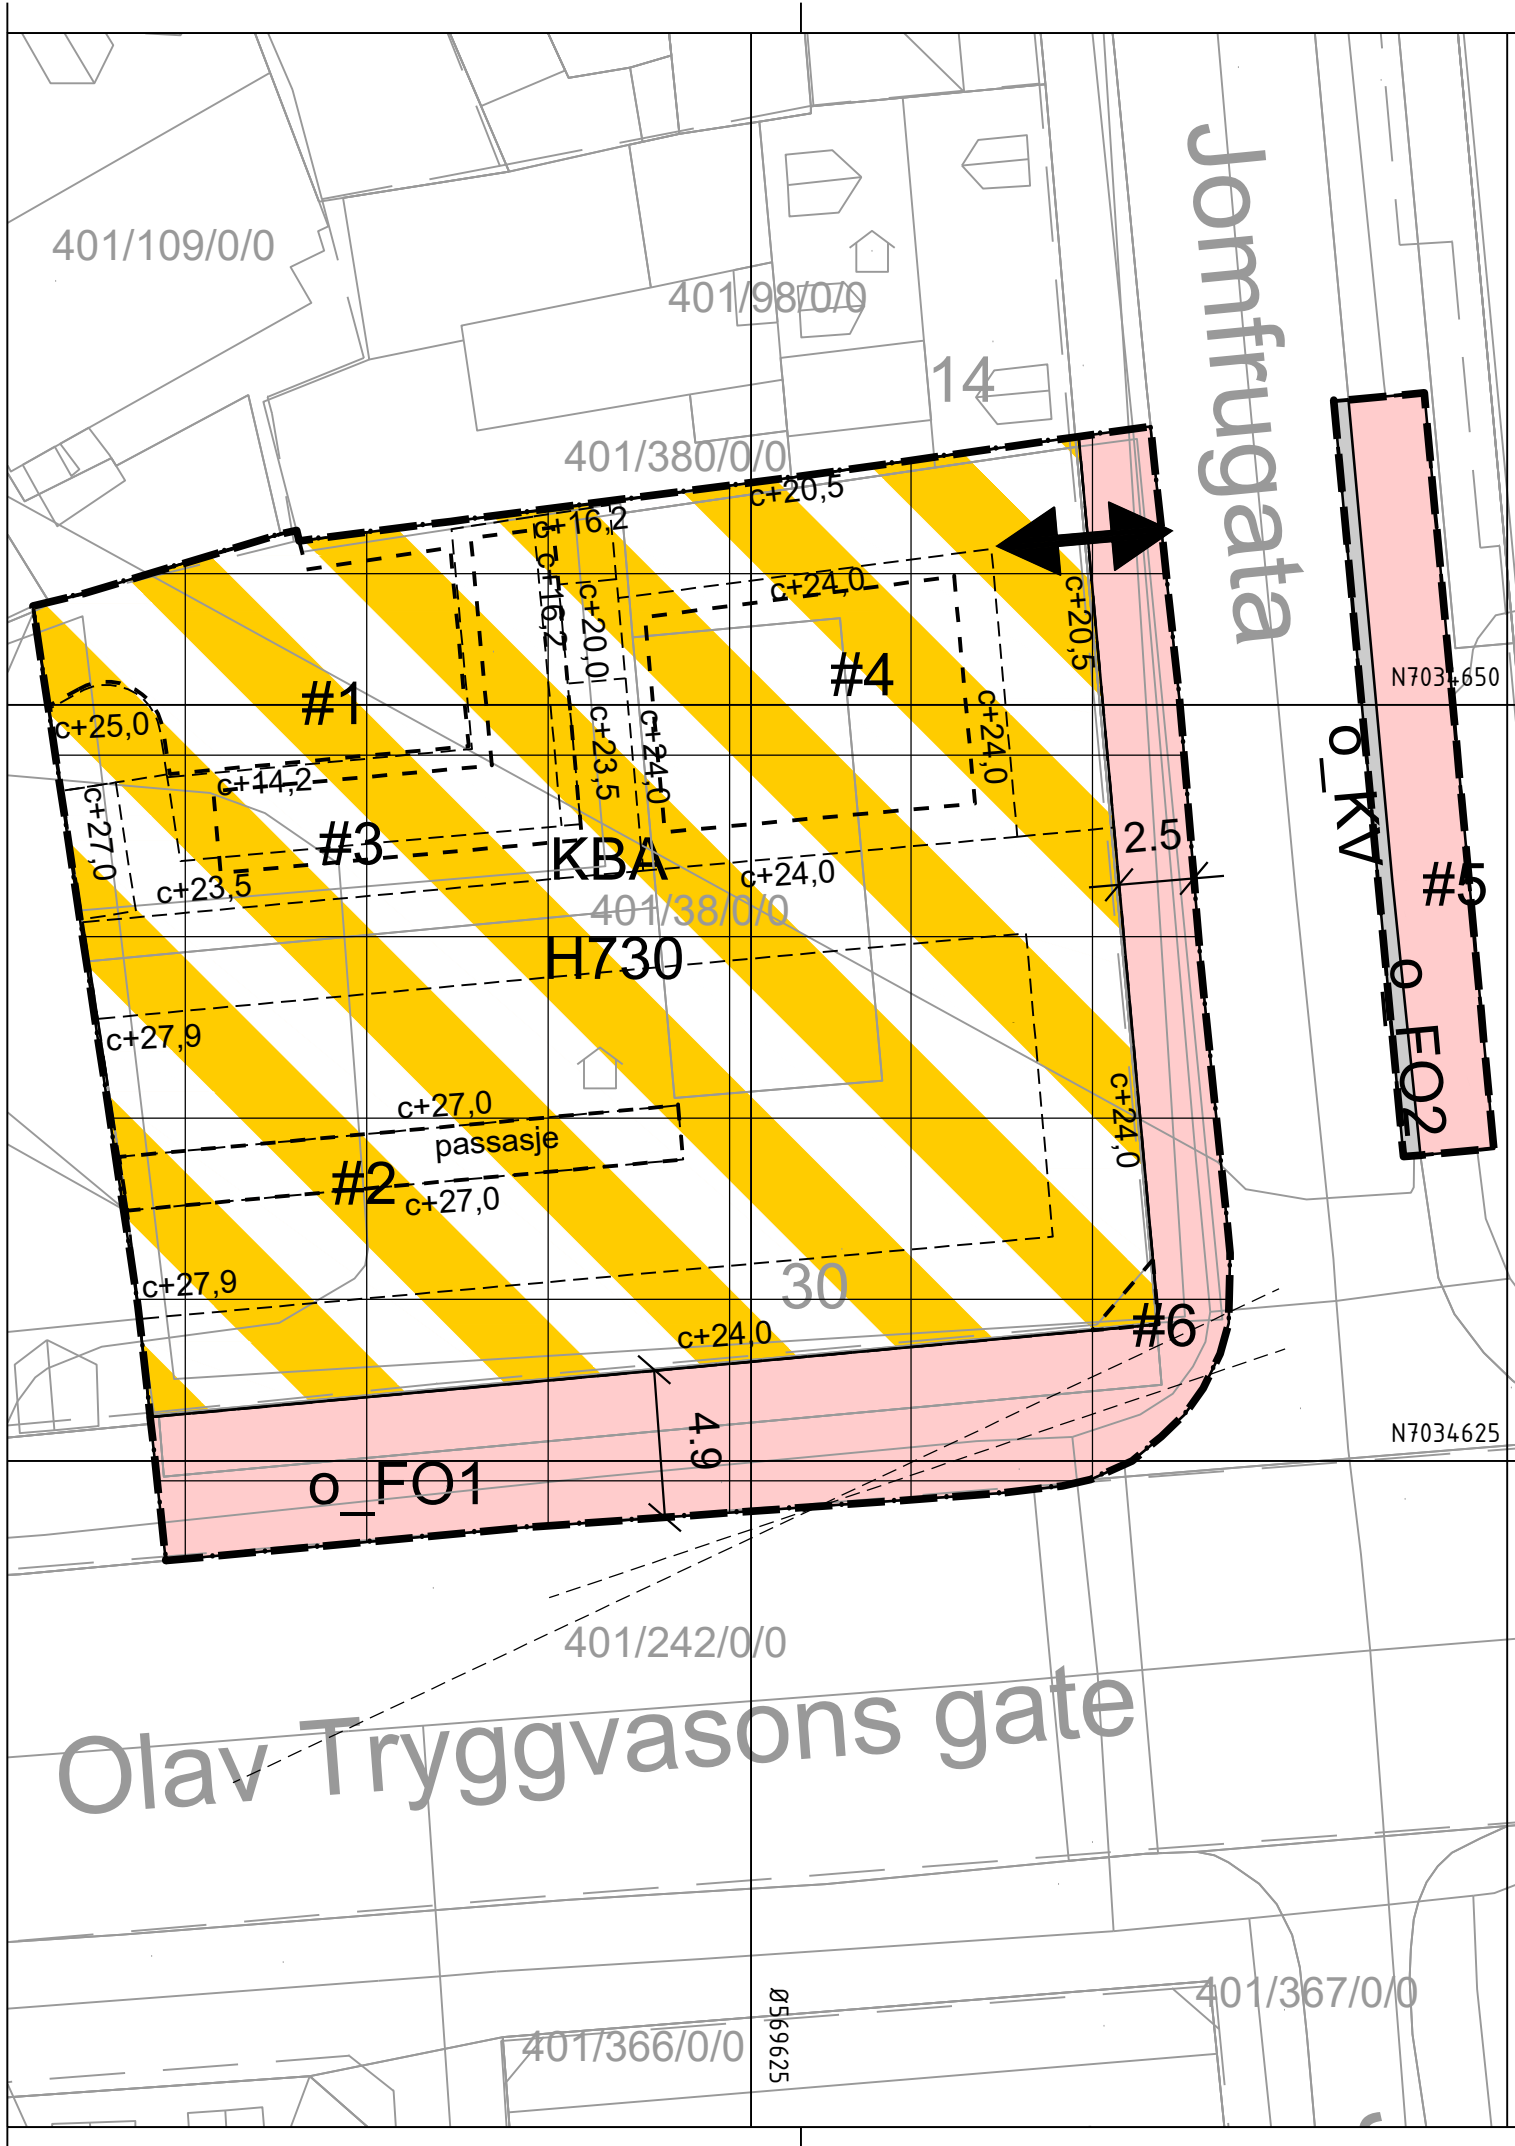 Jomfrugata
401/109/0/0
401/98/0/0
14
401/380/0/0
c+20,5
c+16,2
c+16,2
c+20,0
c+24,0
c+20,5
#4
N7034650
#1
c+25,0
c+24,0
c+23,5
c+24,0
o_KV
c+14,2
c+27,0
#3
2.5
KBA
c+24,0
c+23,5
#5
401/38/0/0
H730
o_FO2
c+27,9
c+27,0
passasje
c+24,0
#2
c+27,0
c+27,9
30
#6
c+24,0
4.9
N7034625
o_FO1
401/242/0/0
Olav Tryggvasons gate
Ø569625
401/367/0/0
401/366/0/0